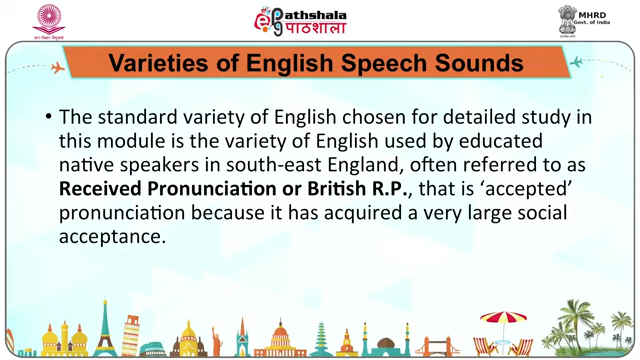 ePathshala
पाठशाला
MHRD
Govt. of India
Varieties of English Speech Sounds
• The standard variety of English chosen for detailed study in
this module is the variety of English used by educated
native speakers in south-east England, often referred to as
Received Pronunciation or British R.P., that is ‘accepted’
pronunciation because it has acquired a very large social
acceptance.